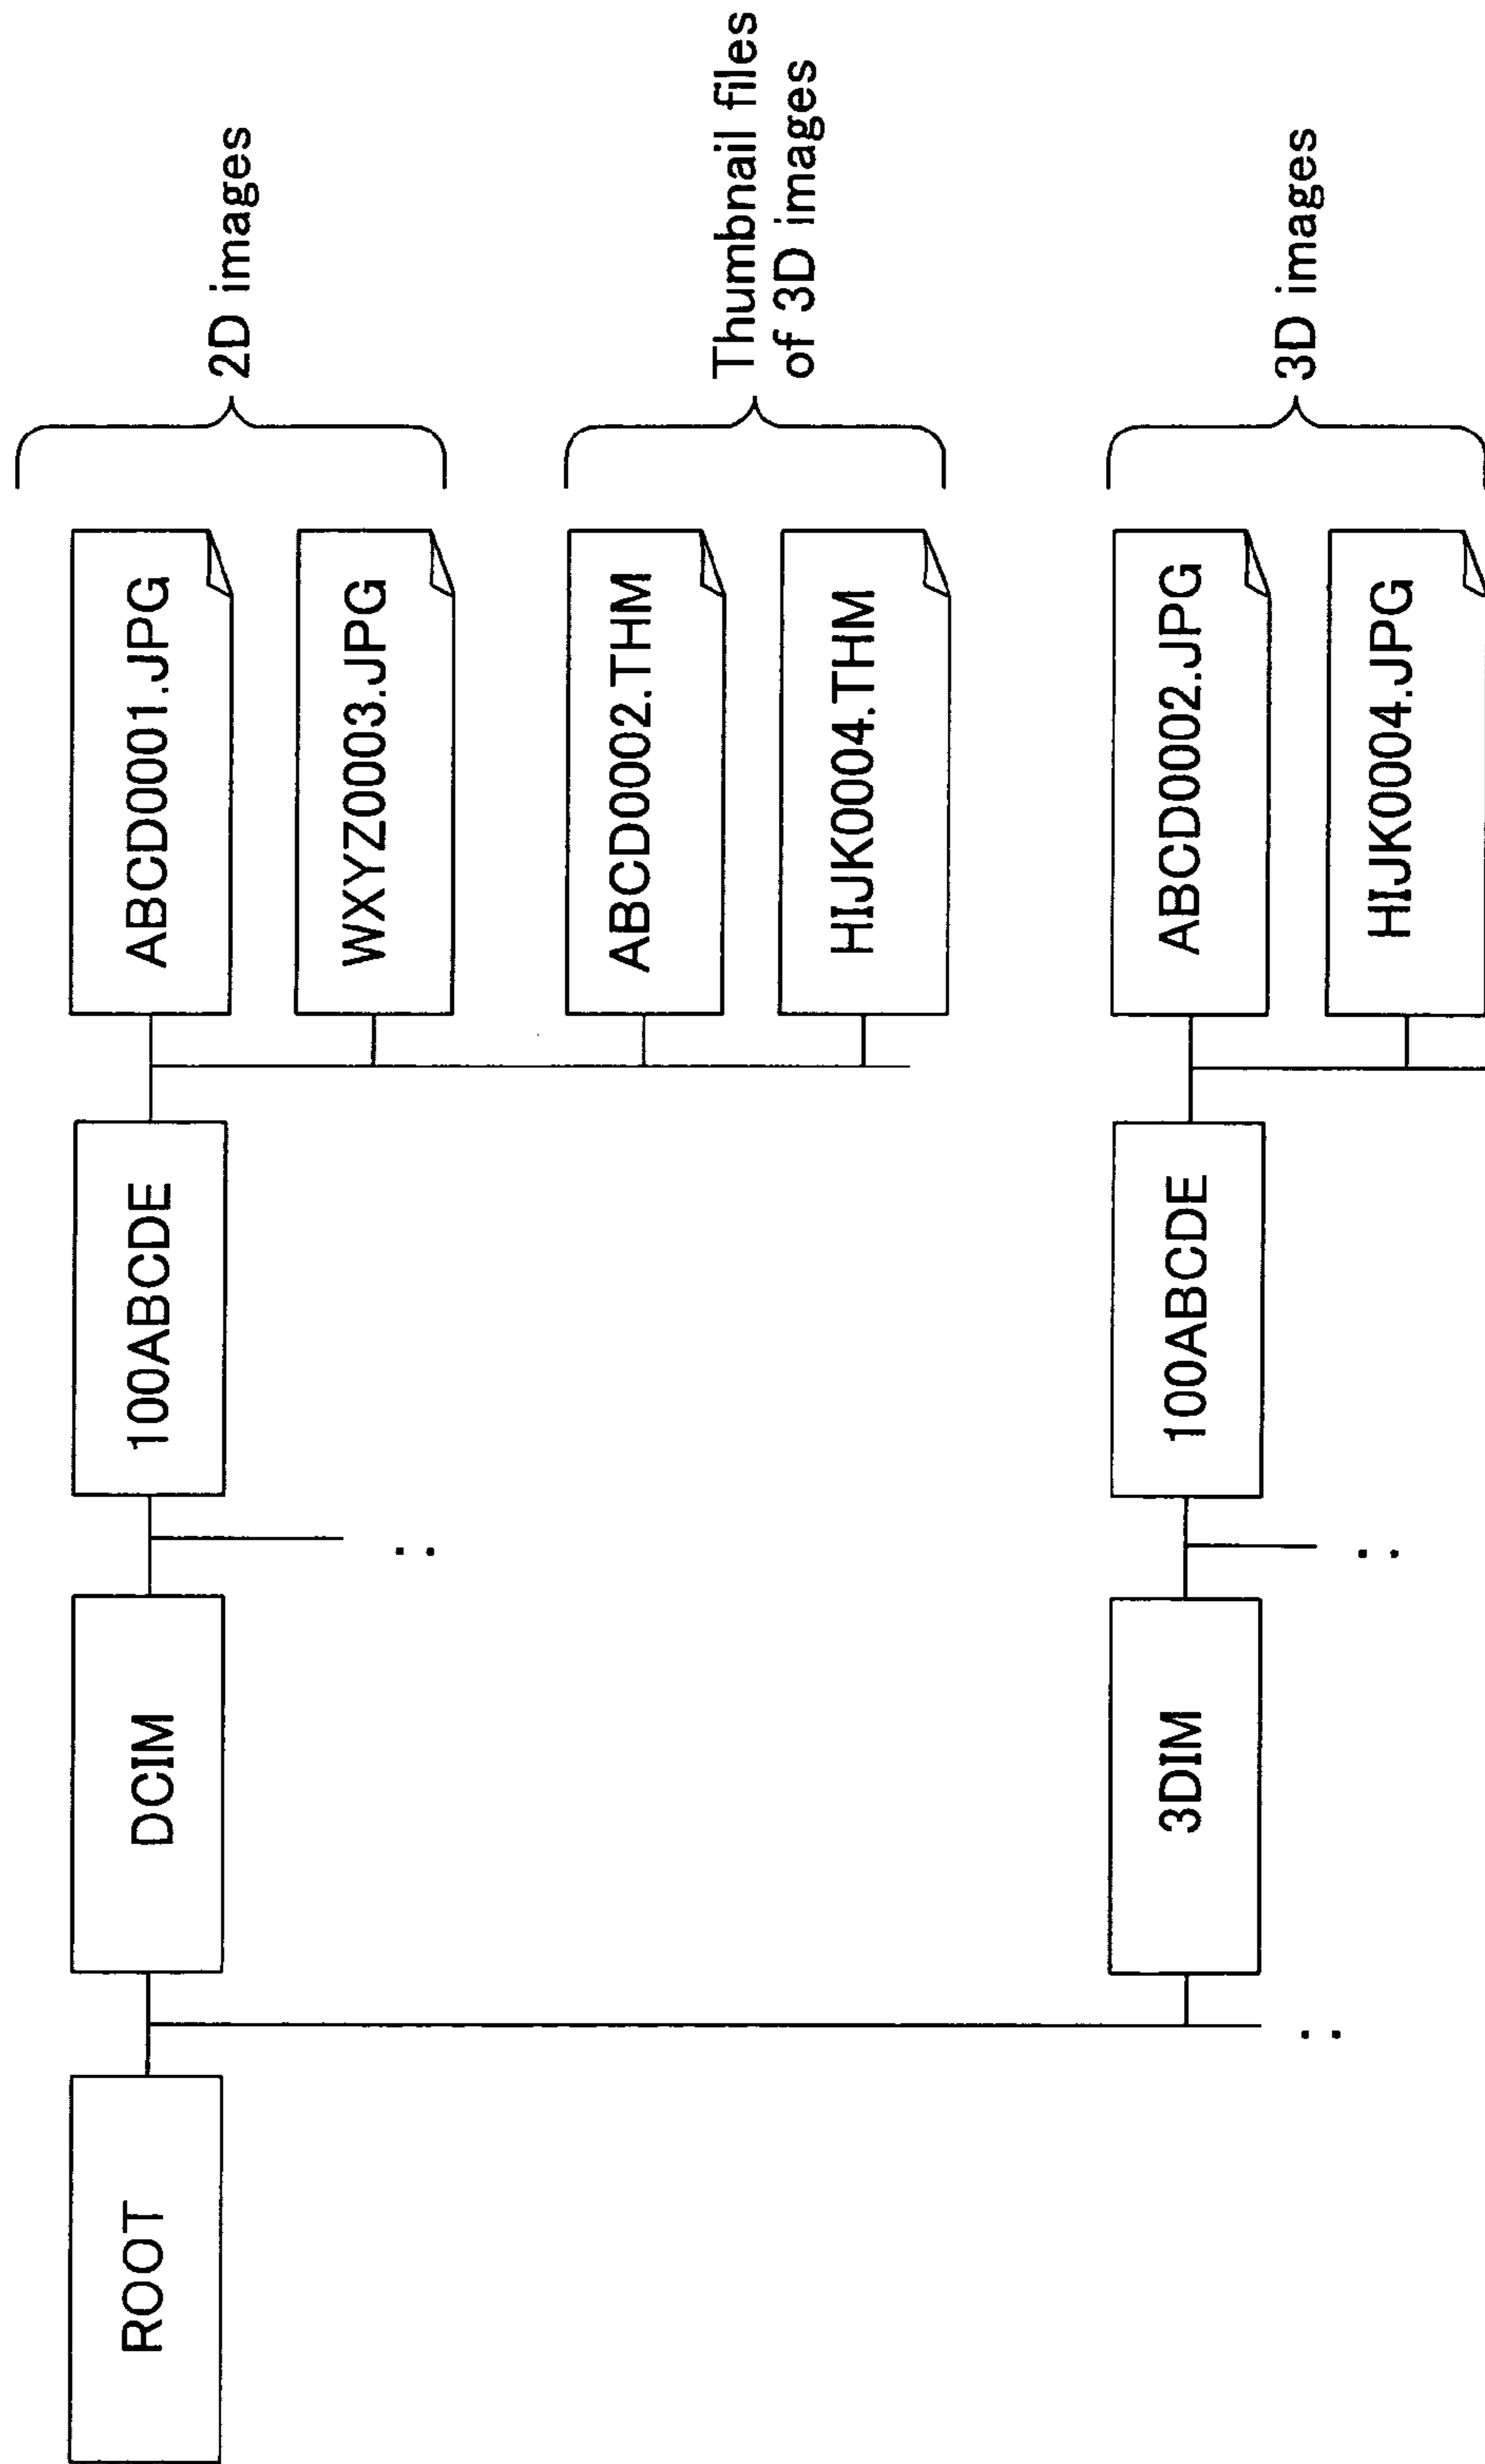 ROOT
DCIM
100ABCDE
ABCD0001.JPG
WXYZ0003.JPG
2D images
ABCD0002.THM
HIJK0004.THM
Thumbnail files
of 3D images
3DIM
100ABCDE
ABCD0002.JPG
HIJK0004.JPG
3D images